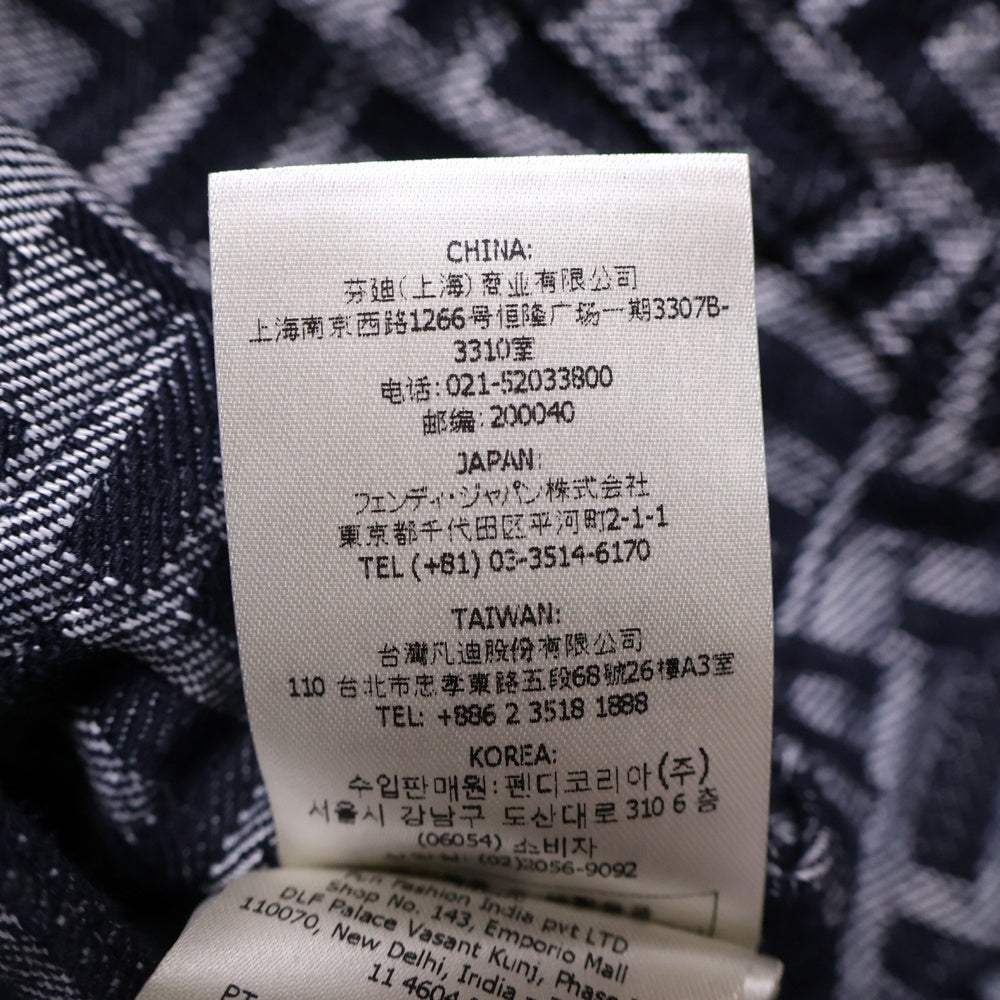 CHINA:
芬迪(上海)商业有限公司
上海南京西路1266号恒隆广场一期3307B-
3310室
电话:021-52033800
邮编:200040
JAPAN:
フェンディ・ジャパン株式会社
東京都千代田区平河町2-1-1
TEL (+81) 03-3514-6170
TAIWAN:
台灣凡迪股份有限公司
110 台北市忠孝東路五段68號26樓A3室
TEL: +886 2 3518 1888
KOREA:
수입판매원:펜디코리아(주)
서울시 강남구 도산대로 310 6 층
(06054) 소비자
(02)2056-9092
Fashion India pvt LTD
Shop No. 143, Emporio Mall
DLF Palace Vasant Kunj, Phase
110070, New Delhi, India
11 4604
PT